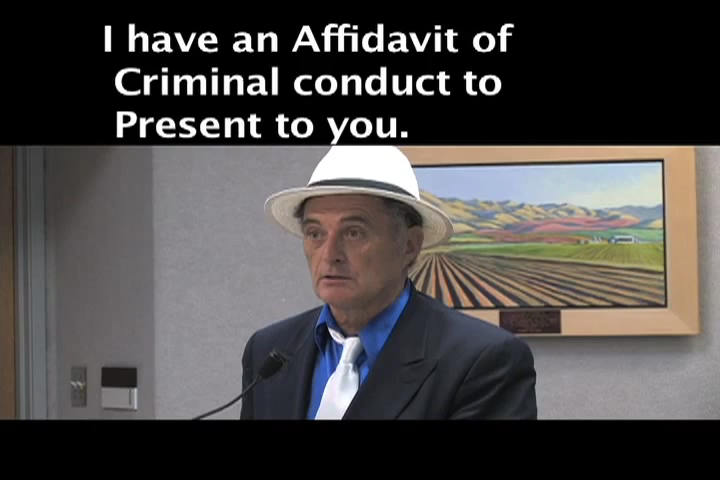 I have an Affidavit of
Criminal conduct to
Present to you.